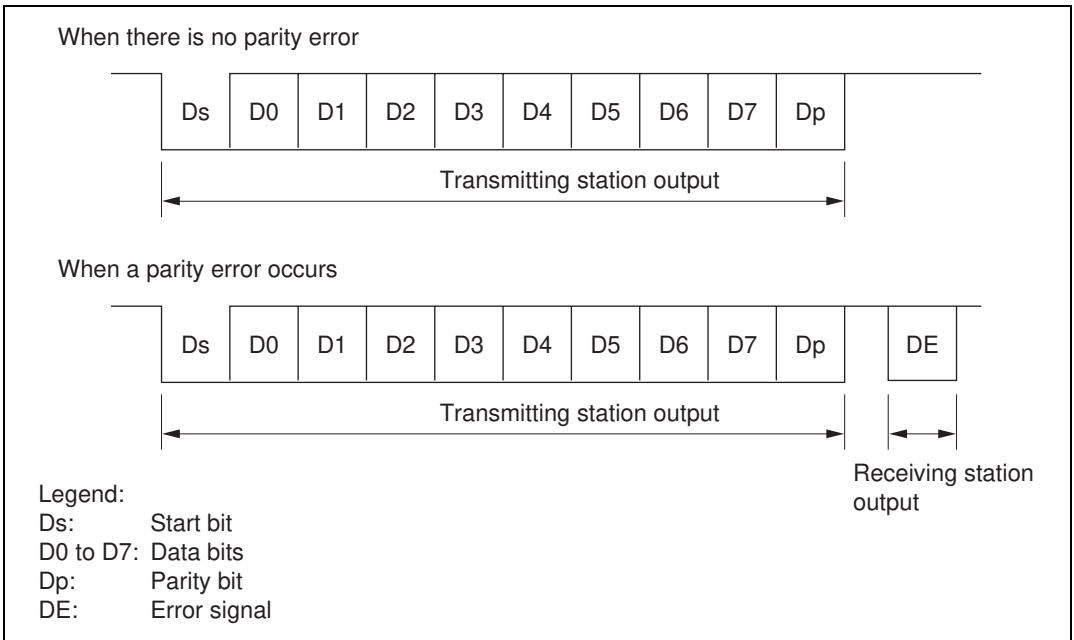 When there is no parity error
Ds D0 D1 D2 D3 D4 D5 D6 D7 Dp
Transmitting station output
When a parity error occurs
Ds D0 D1 D2 D3 D4 D5 D6 D7 Dp DE
Transmitting station output
Receiving station
output
Legend:
Ds: Start bit
D0 to D7: Data bits
Dp: Parity bit
DE: Error signal